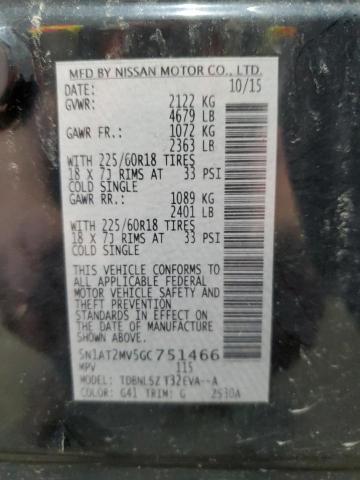 MFD BY NISSAN MOTOR CO., LTD.
DATE: 10/15
GVWR: 2122 KG
4679 LB
GAWR FR.: 1072 KG
2363 LB
WITH 225/60R18 TIRES
18 X 7J RIMS AT 33 PSI
COLD SINGLE
GAWR RR.: 1089 KG
2401 LB
WITH 225/60R18 TIRES
18 X 7J RIMS AT 33 PSI
COLD SINGLE
THIS VEHICLE CONFORMS TO
ALL APPLICABLE FEDERAL
MOTOR VEHICLE SAFETY
STANDARDS AND THEFT PREVENTION
IN EFFECT ON THE DATE OF
MANUFACTURE SHOWN ABOVE.
5N1AT2MV5GC751466
MPV 115
MODEL: TDBNL5Z T32EVA--A
COLOR: G41 TRIM: G 2530A